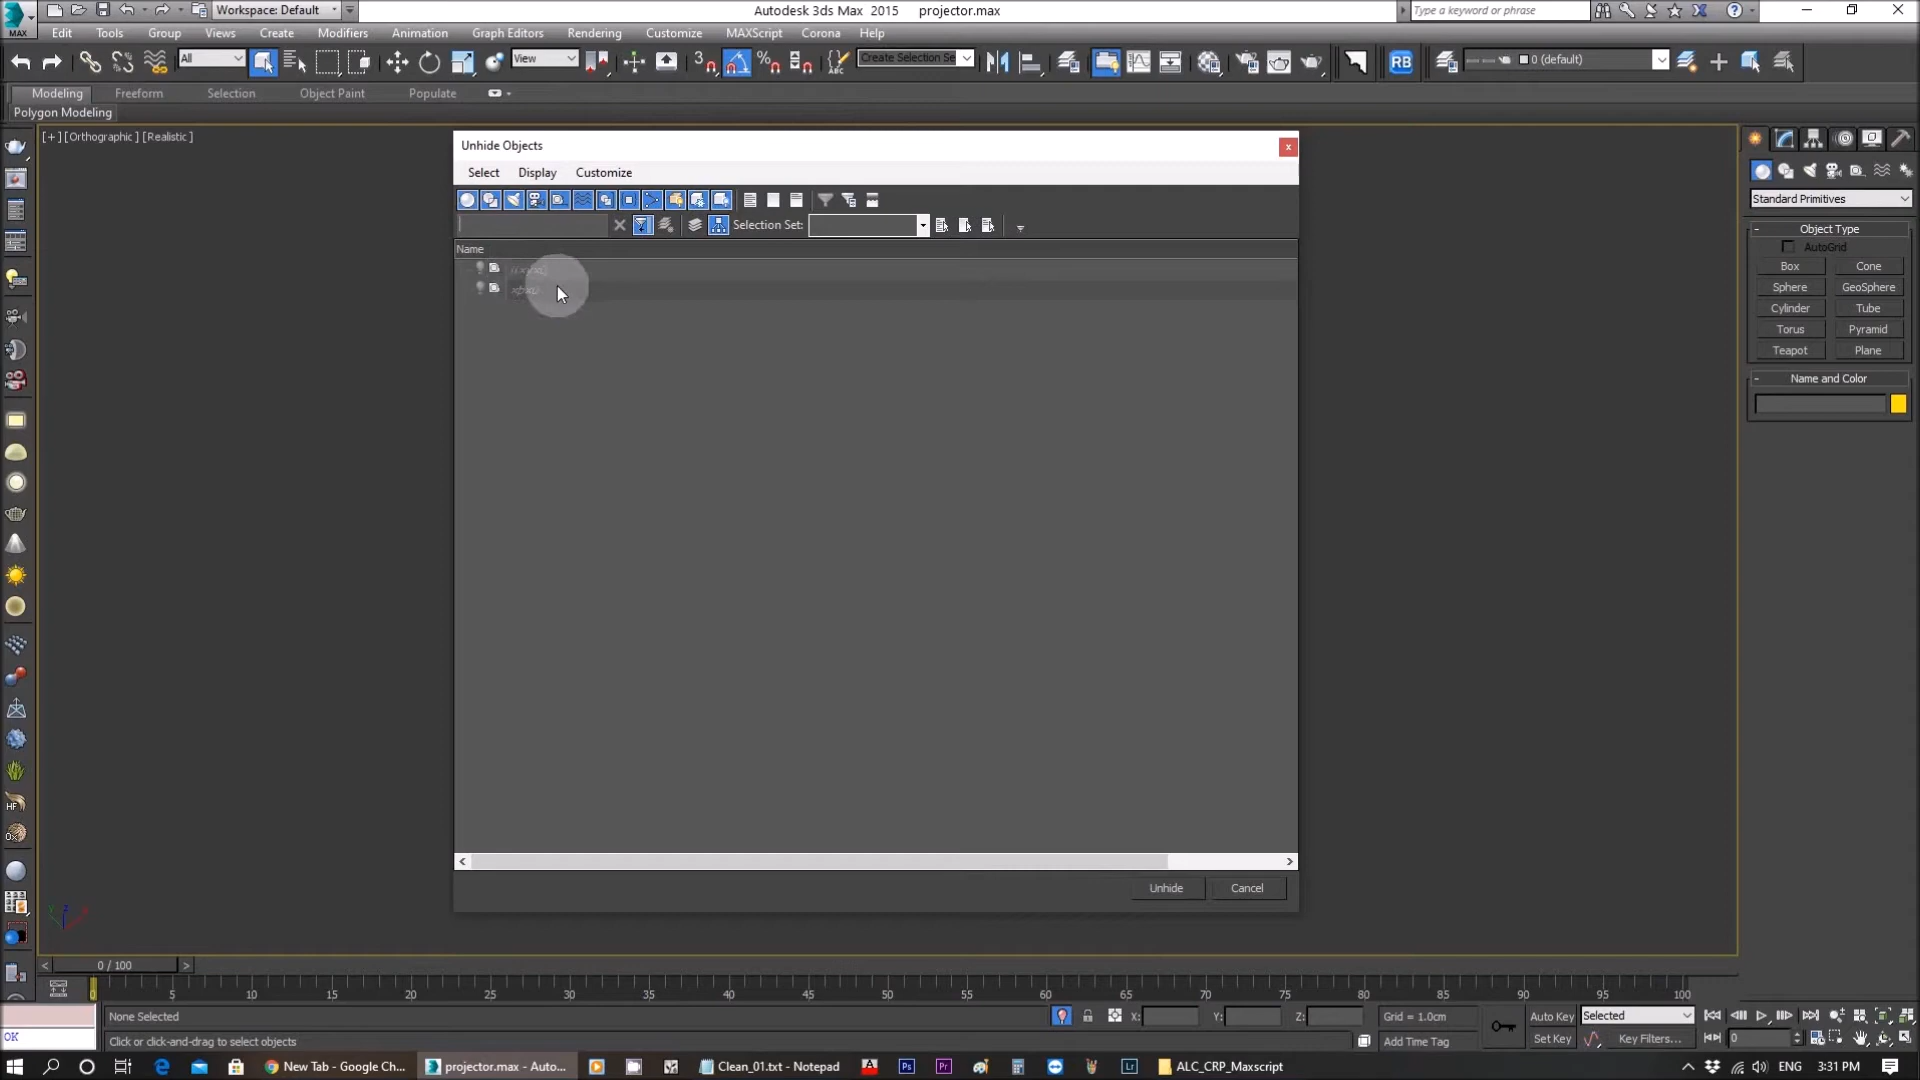 Workspace: Default
Autodesk 3ds Max 2015 projector.max
Type a keyword or phrase
MAX
Edit Tools Group Views Create Modifiers Animation Graph Editors Rendering Customize MAXScript Corona Help
All
View
Create Selection Se
RB
0 (default)
Modeling Freeform Selection Object Paint Populate
Polygon Modeling
[+] [Orthographic] [Realistic]
Unhide Objects
Select Display Customize
Selection Set:
Name
Unhide Cancel
Standard Primitives
Object Type
AutoGrid
Box Cone
Sphere GeoSphere
Cylinder Tube
Torus Pyramid
Teapot Plane
Name and Color
0 / 100
0 5 10 15 20 25 30 35 40 45 50 55 60 65 70 75 80 85 90 95 100
None Selected
X: Y: Z: Grid = 1.0cm
Auto Key Selected
OK
Click or click-and-drag to select objects
Add Time Tag
Set Key Key Filters... 0
New Tab - Google Ch... projector.max - Auto... Clean_01.txt - Notepad ALC_CRP_Maxscript
ENG 3:31 PM